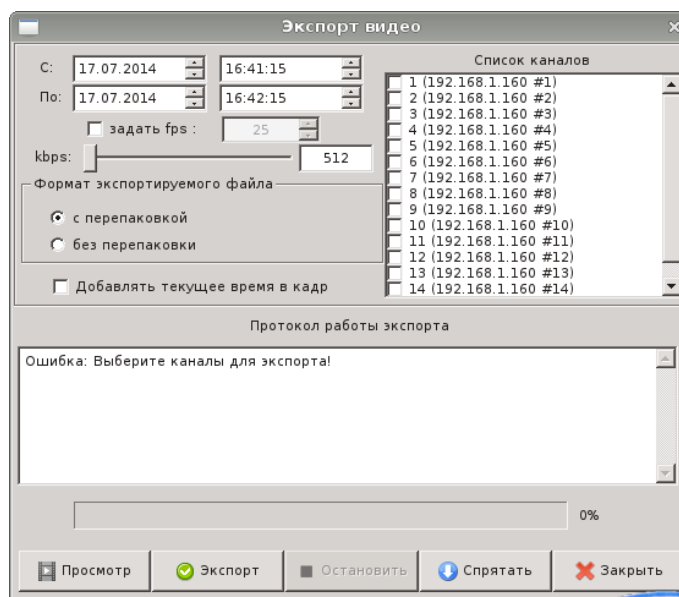 Экспорт видео
С: 17.07.2014 16:41:15
По: 17.07.2014 16:42:15
задать fps : 25
kbps: 512
Формат экспортируемого файла
с перепаковкой
без перепаковки
Добавлять текущее время в кадр
Список каналов
1 (192.168.1.160 #1)
2 (192.168.1.160 #2)
3 (192.168.1.160 #3)
4 (192.168.1.160 #4)
5 (192.168.1.160 #5)
6 (192.168.1.160 #6)
7 (192.168.1.160 #7)
8 (192.168.1.160 #8)
9 (192.168.1.160 #9)
10 (192.168.1.160 #10)
11 (192.168.1.160 #11)
12 (192.168.1.160 #12)
13 (192.168.1.160 #13)
14 (192.168.1.160 #14)
Протокол работы экспорта
Ошибка: Выберите каналы для экспорта!
0%
Просмотр Экспорт Остановить Спрятать Закрыть